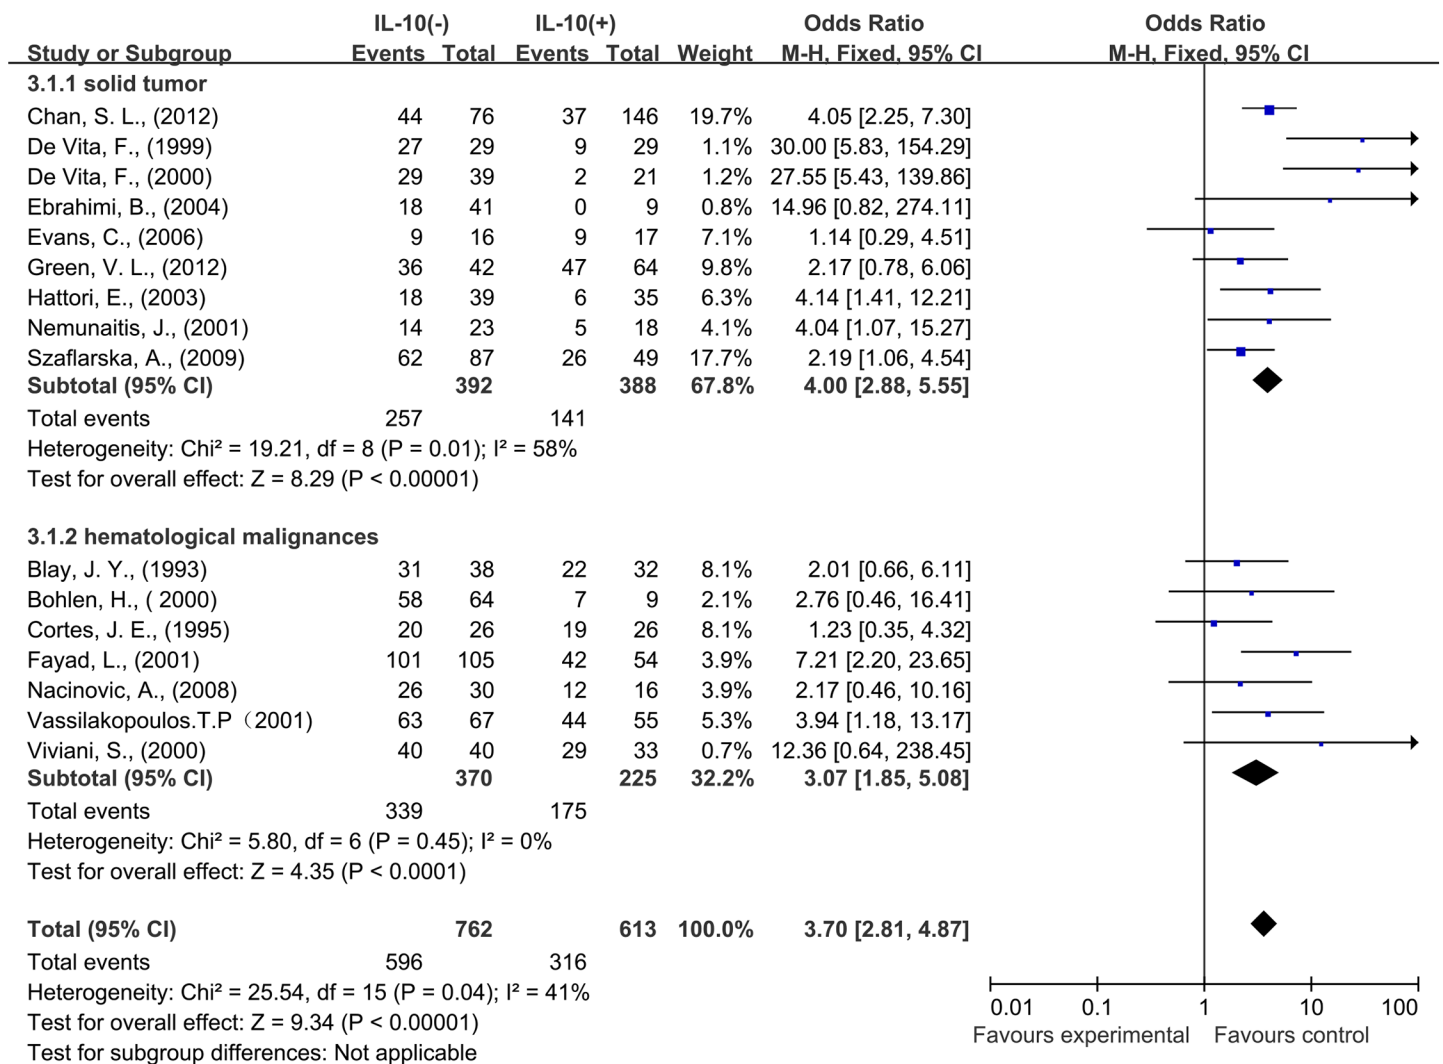 IL-10(-) IL-10(+) Odds Ratio Odds Ratio
Study or Subgroup Events Total Events Total Weight M-H, Fixed, 95% CI M-H, Fixed, 95% CI
3.1.1 solid tumor
Chan, S. L., (2012) 44 76 37 146 19.7% 4.05 [2.25, 7.30]
De Vita, F., (1999) 27 29 9 29 1.1% 30.00 [5.83, 154.29]
De Vita, F., (2000) 29 39 2 21 1.2% 27.55 [5.43, 139.86]
Ebrahimi, B., (2004) 18 41 0 9 0.8% 14.96 [0.82, 274.11]
Evans, C., (2006) 9 16 9 17 7.1% 1.14 [0.29, 4.51]
Green, V. L., (2012) 36 42 47 64 9.8% 2.17 [0.78, 6.06]
Hattori, E., (2003) 18 39 6 35 6.3% 4.14 [1.41, 12.21]
Nemunaitis, J., (2001) 14 23 5 18 4.1% 4.04 [1.07, 15.27]
Szaflarska, A., (2009) 62 87 26 49 17.7% 2.19 [1.06, 4.54]
Subtotal (95% CI) 392 388 67.8% 4.00 [2.88, 5.55]
Total events 257 141
Heterogeneity: Chi² = 19.21, df = 8 (P = 0.01); I² = 58%
Test for overall effect: Z = 8.29 (P < 0.00001)
3.1.2 hematological malignances
Blay, J. Y., (1993) 31 38 22 32 8.1% 2.01 [0.66, 6.11]
Bohlen, H., ( 2000) 58 64 7 9 2.1% 2.76 [0.46, 16.41]
Cortes, J. E., (1995) 20 26 19 26 8.1% 1.23 [0.35, 4.32]
Fayad, L., (2001) 101 105 42 54 3.9% 7.21 [2.20, 23.65]
Nacinovic, A., (2008) 26 30 12 16 3.9% 2.17 [0.46, 10.16]
Vassilakopoulos.T.P（2001) 63 67 44 55 5.3% 3.94 [1.18, 13.17]
Viviani, S., (2000) 40 40 29 33 0.7% 12.36 [0.64, 238.45]
Subtotal (95% CI) 370 225 32.2% 3.07 [1.85, 5.08]
Total events 339 175
Heterogeneity: Chi² = 5.80, df = 6 (P = 0.45); I² = 0%
Test for overall effect: Z = 4.35 (P < 0.0001)
Total (95% CI) 762 613 100.0% 3.70 [2.81, 4.87]
Total events 596 316
Heterogeneity: Chi² = 25.54, df = 15 (P = 0.04); I² = 41%
Test for overall effect: Z = 9.34 (P < 0.00001)
Test for subgroup differences: Not applicable
0.01 0.1 1 10 100
Favours experimental Favours control